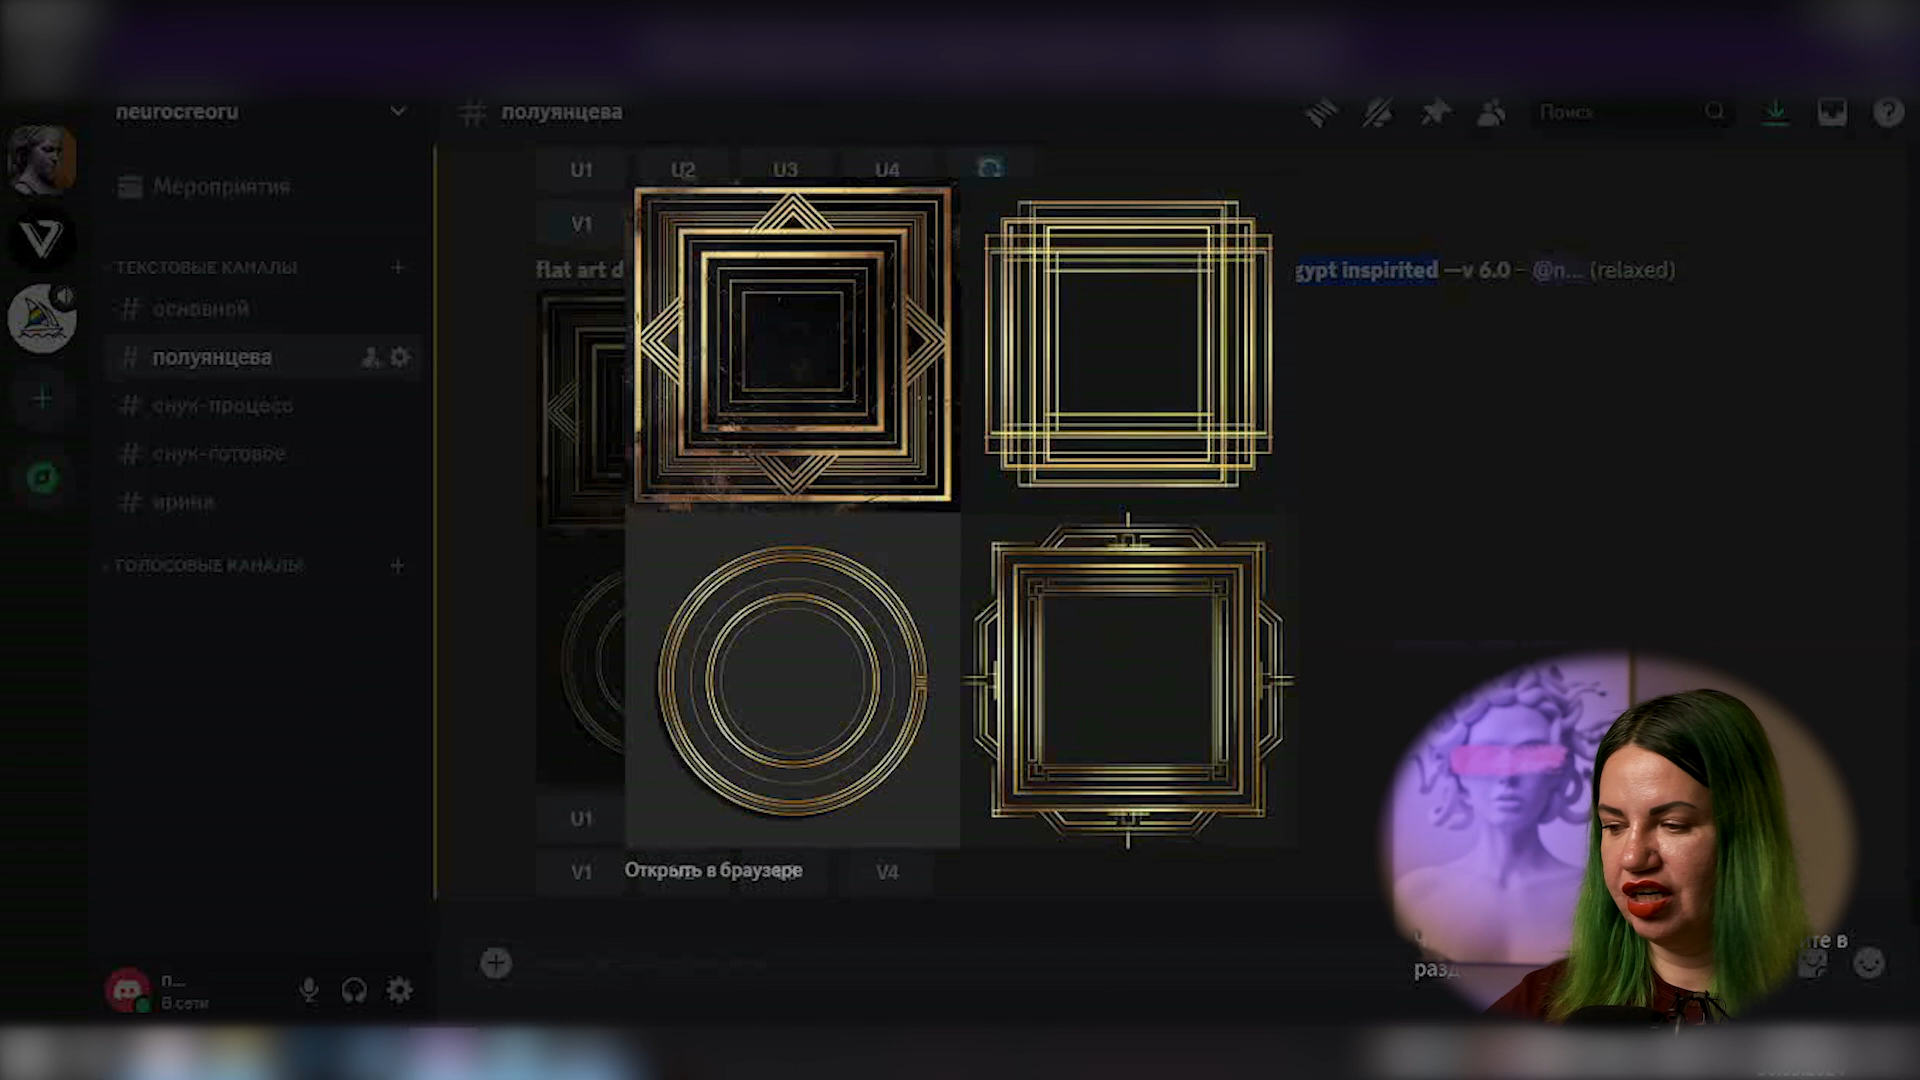 neurocreoru
полуянцева
Поиск
Мероприятия
ТЕКСТОВЫЕ КАНАЛЫ
основной
полуянцева
снук-процесс
снук-готовое
ирина
ГОЛОСОВЫЕ КАНАЛЫ
n...
В сети
U1 U2 U3 U4
V1
flat art d
gypt inspirited —v 6.0 - @n... (relaxed)
U1
V1 V4
Открыть в браузере